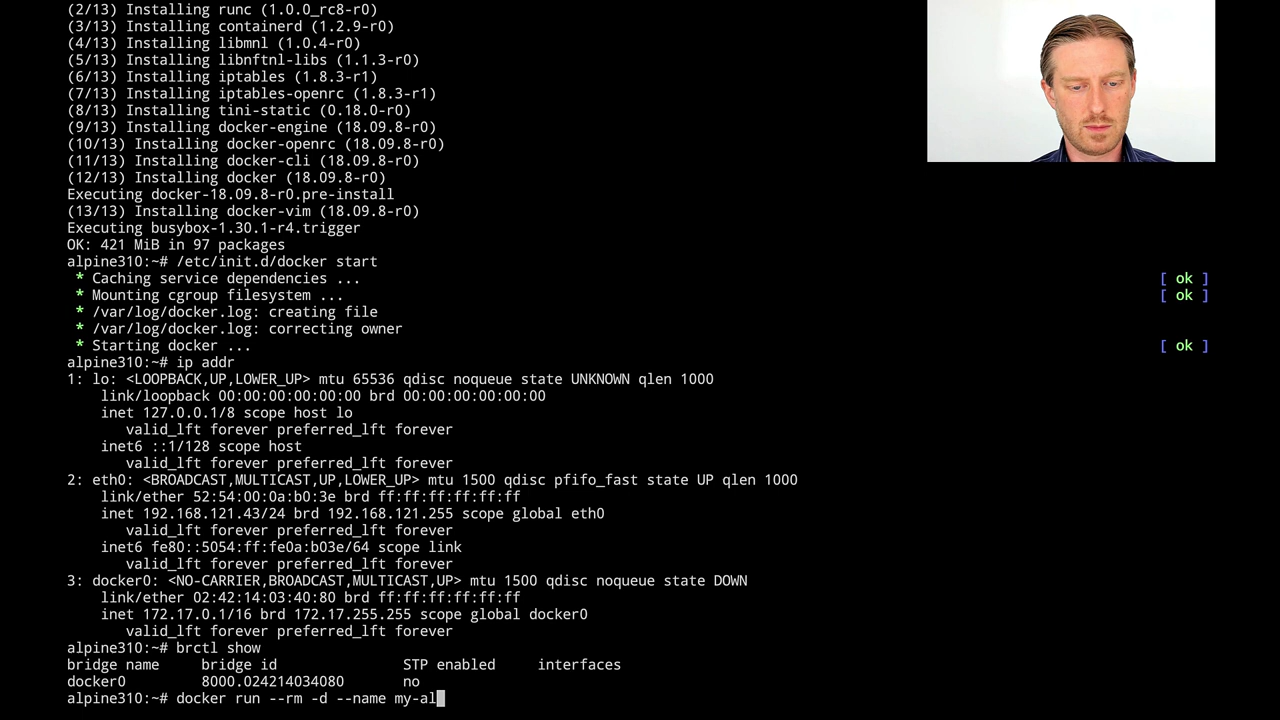 (2/13) Installing runc (1.0.0_rc8-r0)
(3/13) Installing containerd (1.2.9-r0)
(4/13) Installing libmnl (1.0.4-r0)
(5/13) Installing libnftnl-libs (1.1.3-r0)
(6/13) Installing iptables (1.8.3-r1)
(7/13) Installing iptables-openrc (1.8.3-r1)
(8/13) Installing tini-static (0.18.0-r0)
(9/13) Installing docker-engine (18.09.8-r0)
(10/13) Installing docker-openrc (18.09.8-r0)
(11/13) Installing docker-cli (18.09.8-r0)
(12/13) Installing docker (18.09.8-r0)
Executing docker-18.09.8-r0.pre-install
(13/13) Installing docker-vim (18.09.8-r0)
Executing busybox-1.30.1-r4.trigger
OK: 421 MiB in 97 packages
alpine310:~# /etc/init.d/docker start
* Caching service dependencies ... [ ok ]
* Mounting cgroup filesystem ... [ ok ]
* /var/log/docker.log: creating file
* /var/log/docker.log: correcting owner
* Starting docker ... [ ok ]
alpine310:~# ip addr
1: lo: <LOOPBACK,UP,LOWER_UP> mtu 65536 qdisc noqueue state UNKNOWN qlen 1000
link/loopback 00:00:00:00:00:00 brd 00:00:00:00:00:00
inet 127.0.0.1/8 scope host lo
valid_lft forever preferred_lft forever
inet6 ::1/128 scope host
valid_lft forever preferred_lft forever
2: eth0: <BROADCAST,MULTICAST,UP,LOWER_UP> mtu 1500 qdisc pfifo_fast state UP qlen 1000
link/ether 52:54:00:0a:b0:3e brd ff:ff:ff:ff:ff:ff
inet 192.168.121.43/24 brd 192.168.121.255 scope global eth0
valid_lft forever preferred_lft forever
inet6 fe80::5054:ff:fe0a:b03e/64 scope link
valid_lft forever preferred_lft forever
3: docker0: <NO-CARRIER,BROADCAST,MULTICAST,UP> mtu 1500 qdisc noqueue state DOWN
link/ether 02:42:14:03:40:80 brd ff:ff:ff:ff:ff:ff
inet 172.17.0.1/16 brd 172.17.255.255 scope global docker0
valid_lft forever preferred_lft forever
alpine310:~# brctl show
bridge name bridge id STP enabled interfaces
docker0 8000.024214034080 no
alpine310:~# docker run --rm -d --name my-al